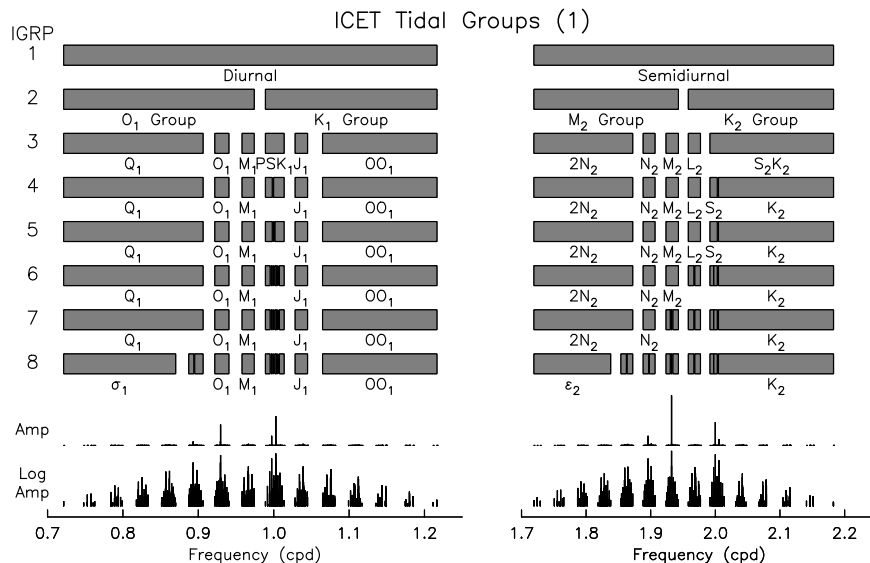 ICET Tidal Groups (1)
IGRP
1
Diurnal Semidiurnal
2
O₁ Group K₁ Group M₂ Group K₂ Group
3
Q₁ O₁ M₁ PSK₁ J₁ OO₁ 2N₂ N₂ M₂ L₂ S₂K₂
4
Q₁ O₁ M₁ J₁ OO₁ 2N₂ N₂ M₂ L₂ S₂ K₂
5
Q₁ O₁ M₁ J₁ OO₁ 2N₂ N₂ M₂ L₂ S₂ K₂
6
Q₁ O₁ M₁ J₁ OO₁ 2N₂ N₂ M₂ K₂
7
Q₁ O₁ M₁ J₁ OO₁ 2N₂ N₂ K₂
8
σ₁ O₁ M₁ J₁ OO₁ ε₂ K₂
Amp
Log
Amp
0.7 0.8 0.9 1.0 1.1 1.2 1.7 1.8 1.9 2.0 2.1 2.2
Frequency (cpd) Frequency (cpd)